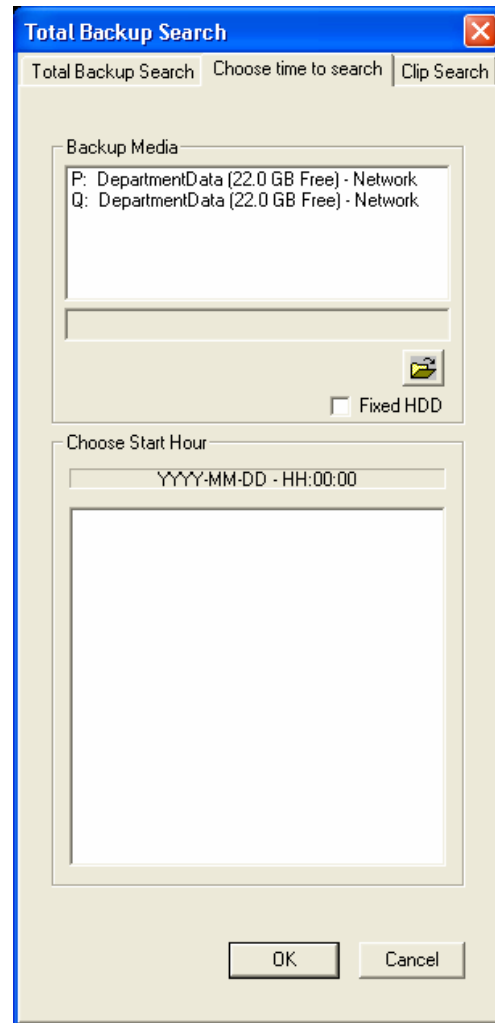 Total Backup Search
Total Backup Search Choose time to search Clip Search
Backup Media
P: DepartmentData (22.0 GB Free) - Network
Q: DepartmentData (22.0 GB Free) - Network
Fixed HDD
Choose Start Hour
YYYY-MM-DD - HH:00:00
OK Cancel